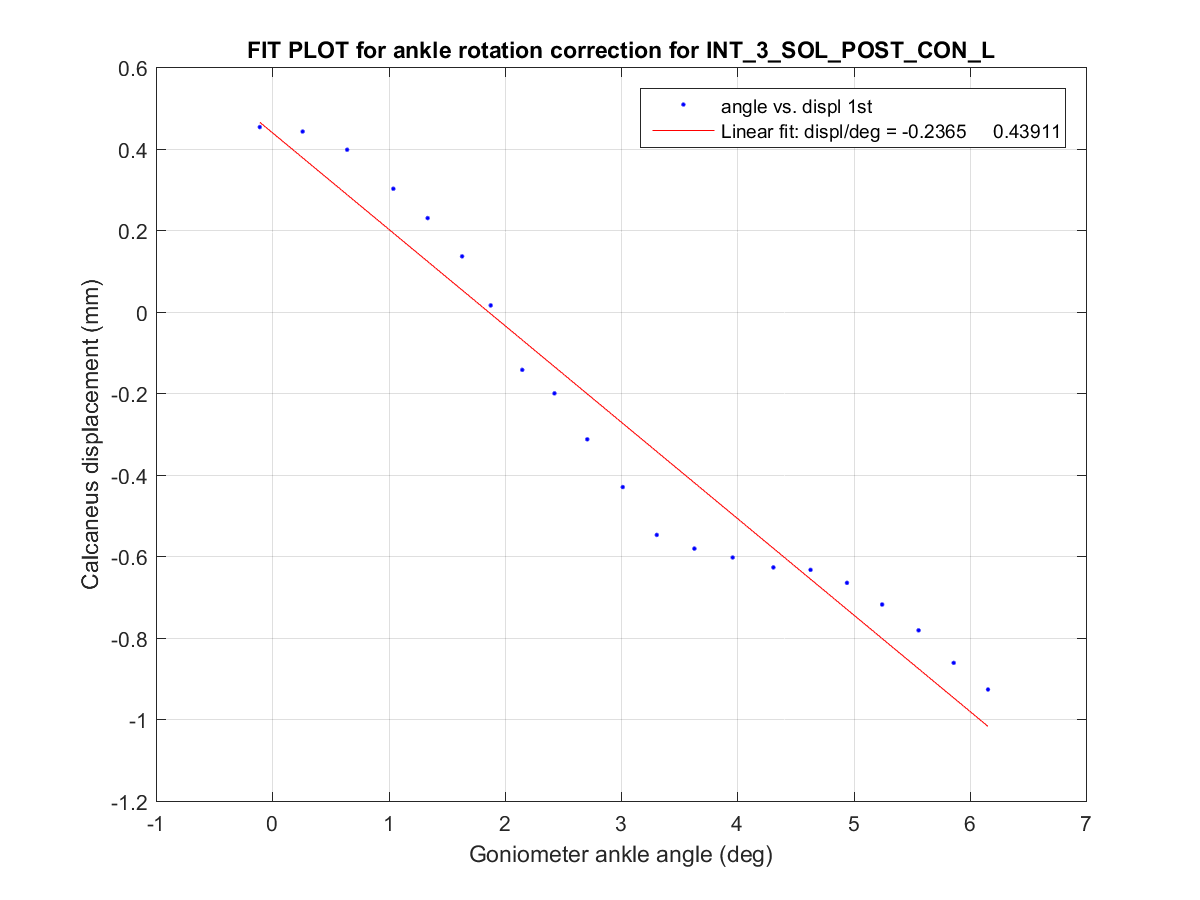 FIT PLOT for ankle rotation correction for INT_3_SOL_POST_CON_L
0.6
angle vs. displ 1st
Linear fit: displ/deg = -0.2365 0.43911
0.4
0.2
0
-0.2
-0.4
-0.6
-0.8
-1
-1.2
Calcaneus displacement (mm)
-1 0 1 2 3 4 5 6 7
Goniometer ankle angle (deg)